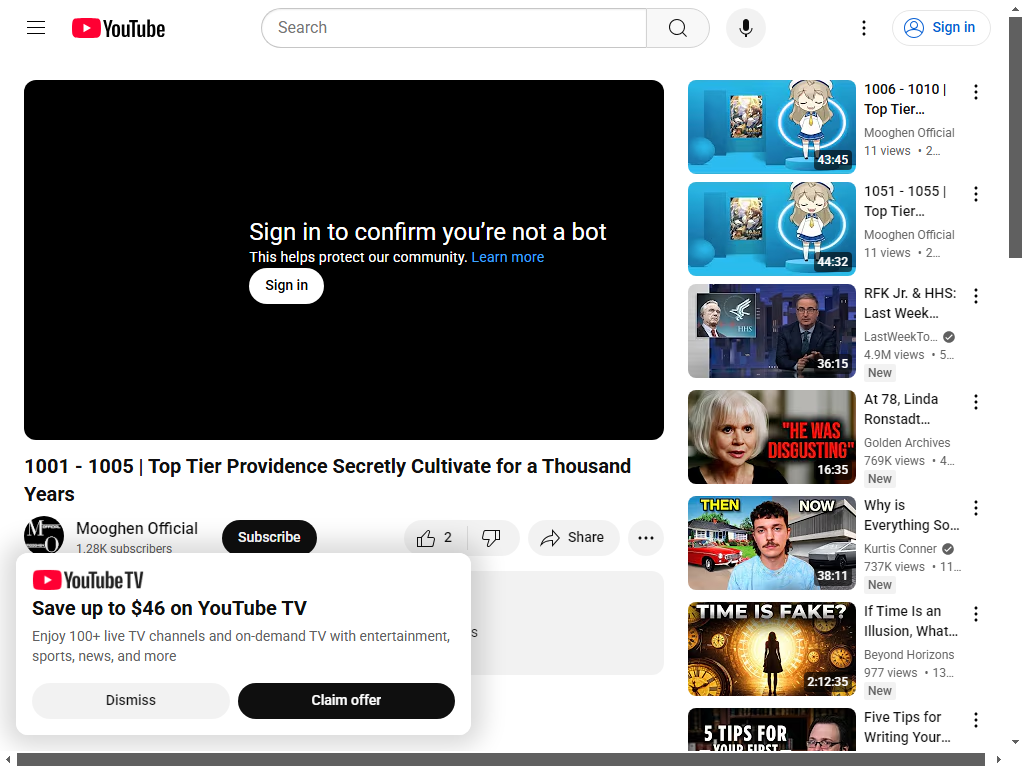 YouTube
Search
Sign in
Sign in to confirm you're not a bot
This helps protect our community. Learn more
Sign in
1001 - 1005 | Top Tier Providence Secretly Cultivate for a Thousand
Years
Mooghen Official
1.28K subscribers
Subscribe
2
Share
s
YouTube TV
Save up to $46 on YouTube TV
Enjoy 100+ live TV channels and on-demand TV with entertainment,
sports, news, and more
Dismiss
Claim offer
43:45
1006 - 1010 |
Top Tier...
Mooghen Official
11 views • 2...
44:32
1051 - 1055 |
Top Tier...
Mooghen Official
11 views • 2...
HHS
36:15
RFK Jr. & HHS:
Last Week...
LastWeekTo...
4.9M views • 5...
New
"HE WAS
DISGUSTING"
16:35
At 78, Linda
Ronstadt...
Golden Archives
769K views • 4...
New
THEN
NOW
38:11
Why is
Everything So...
Kurtis Conner
737K views • 11...
New
TIME IS FAKE?
2:12:35
If Time Is an
Illusion, What...
Beyond Horizons
977 views • 13...
New
5 TIPS FOR
YOUR FIRST
Five Tips for
Writing Your...